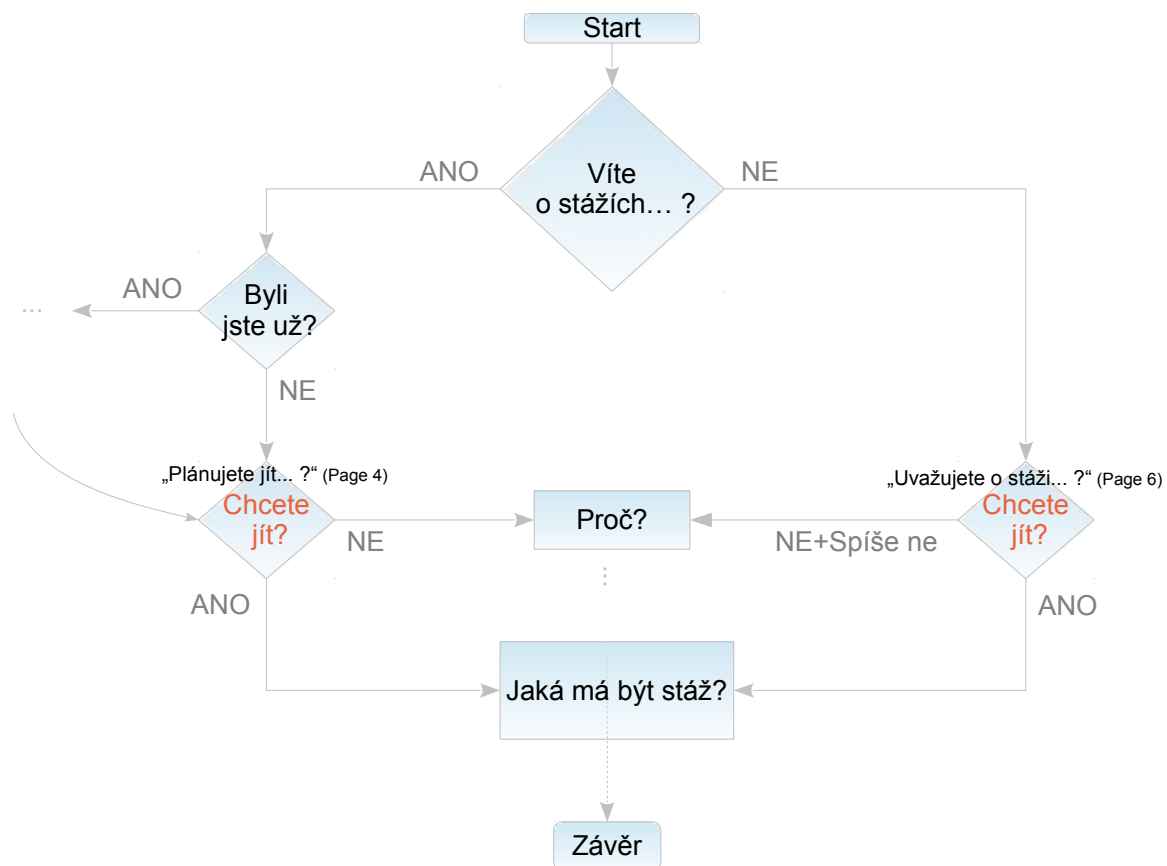 Start
ANO
NE
Víte
o stážích… ?
ANO
Byli
jste už?
...
NE
„Plánujete jít... ?“ (Page 4)
Chcete
jít?
NE
Proč?
...
„Uvažujete o stáži... ?“ (Page 6)
Chcete
jít?
NE+Spíše ne
ANO
ANO
Jaká má být stáž?
Závěr